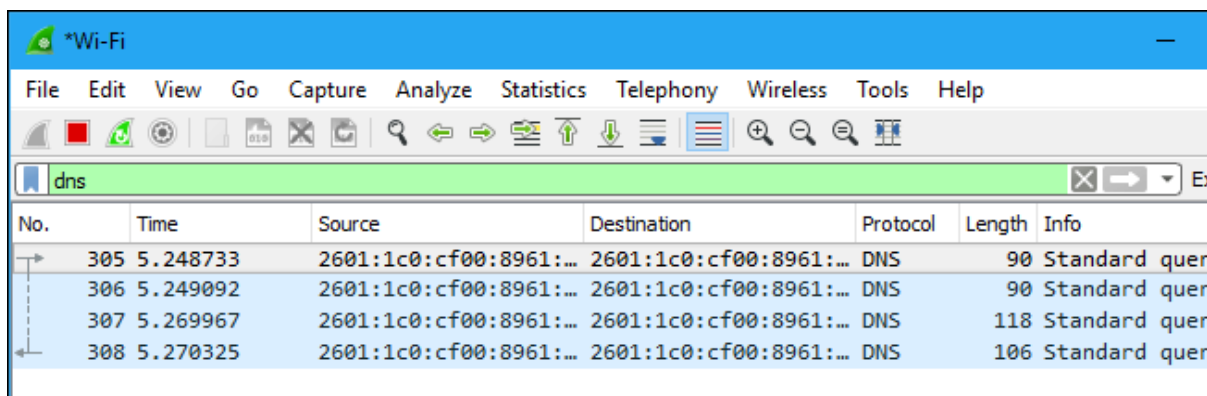 *Wi-Fi
File Edit View Go Capture Analyze Statistics Telephony Wireless Tools Help
dns
No. Time Source Destination Protocol Length Info
305 5.248733 2601:1c0:cf00:8961:… 2601:1c0:cf00:8961:… DNS 90 Standard quer
306 5.249092 2601:1c0:cf00:8961:… 2601:1c0:cf00:8961:… DNS 90 Standard quer
307 5.269967 2601:1c0:cf00:8961:… 2601:1c0:cf00:8961:… DNS 118 Standard quer
308 5.270325 2601:1c0:cf00:8961:… 2601:1c0:cf00:8961:… DNS 106 Standard quer